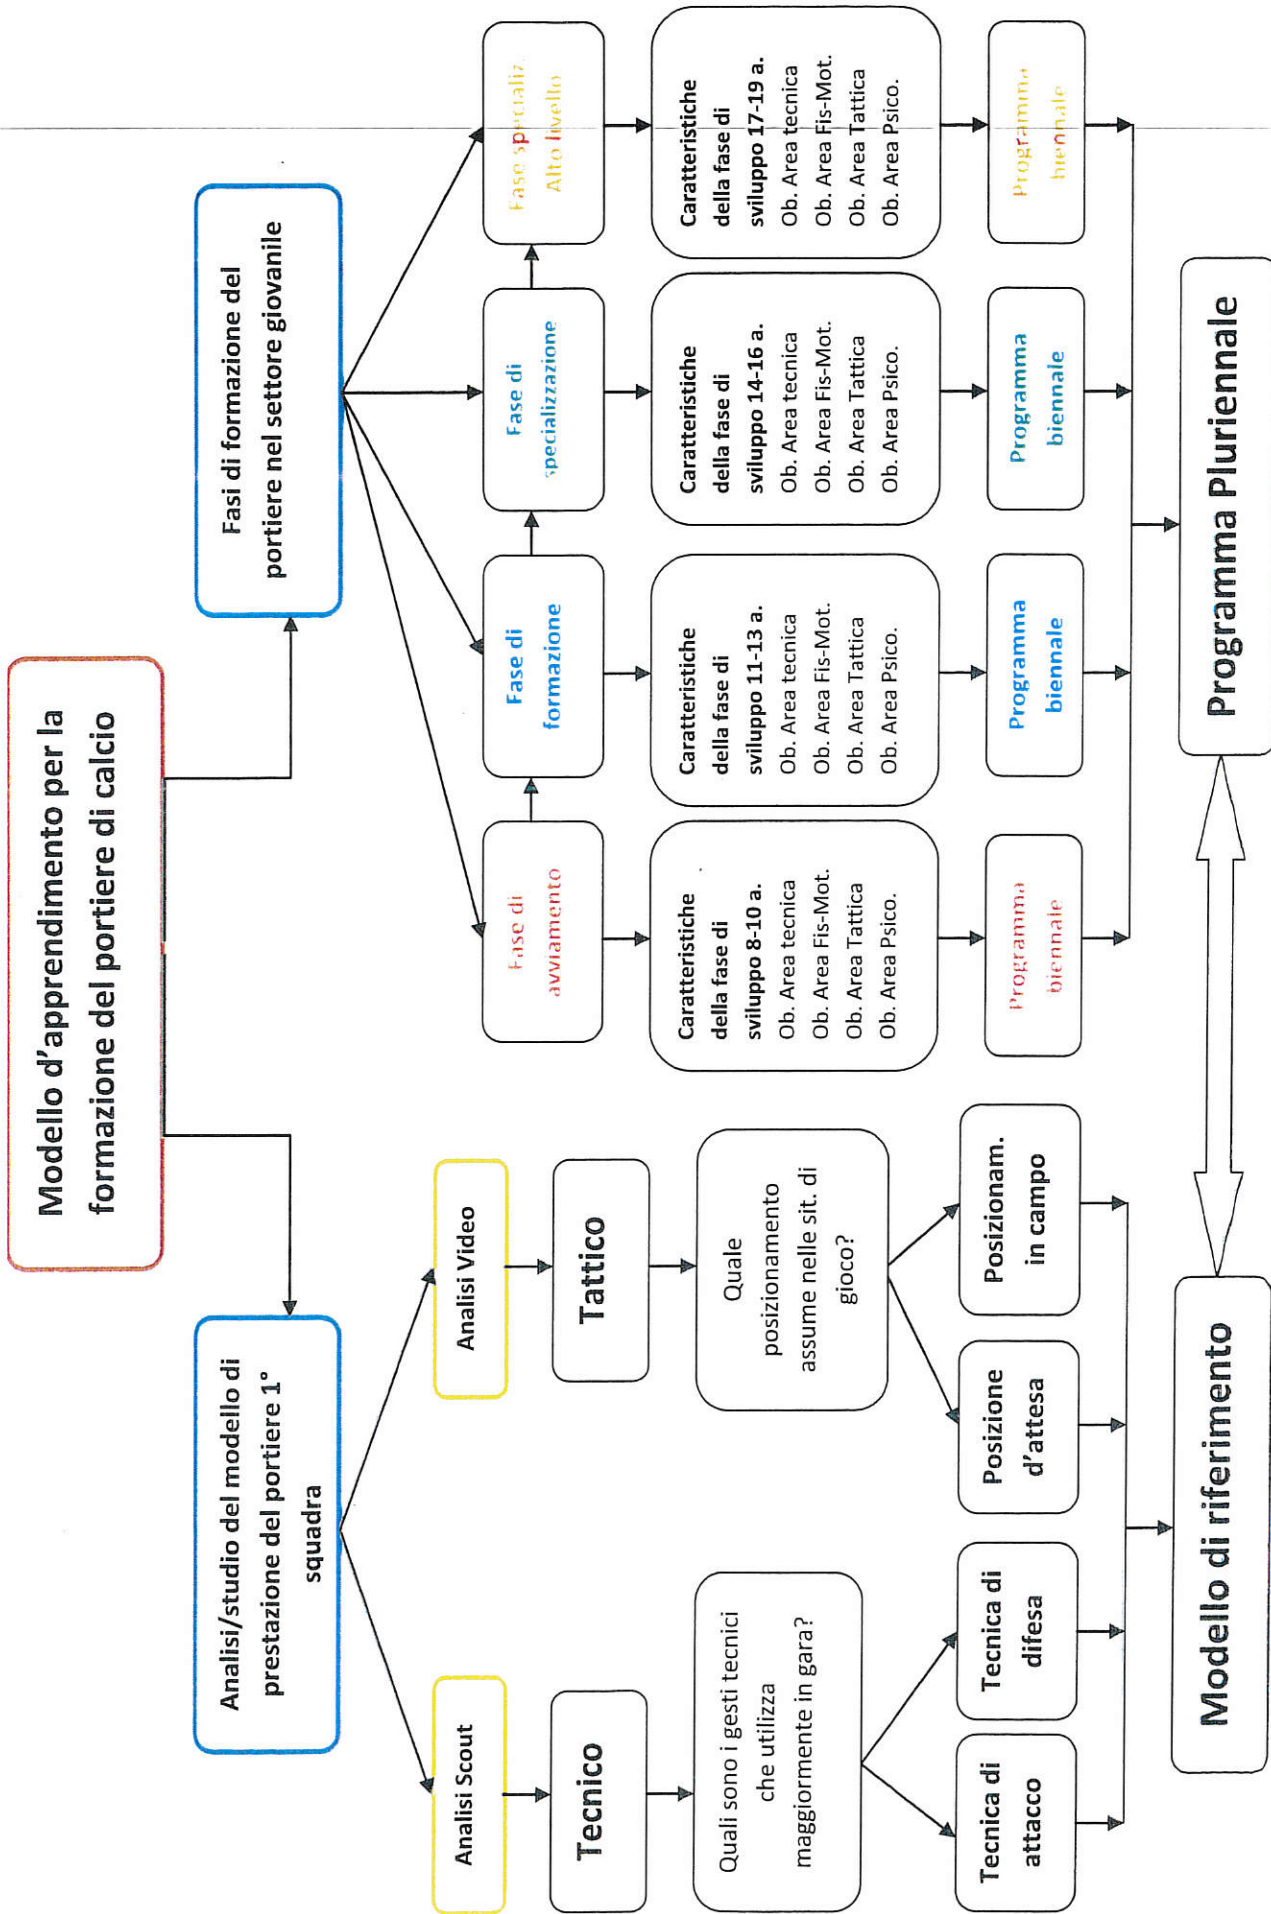 Modello d'apprendimento per la
formazione del portiere di calcio
Analisi/studio del modello di
prestazione del portiere 1°
squadra
Fasi di formazione del
portiere nel settore giovanile
Analisi Scout
Analisi Video
Tecnico
Tattico
Quali sono i gesti tecnici
che utilizza
maggiormente in gara?
Quale
posizionamento
assume nelle sit. di
gioco?
Tecnica di
attacco
Tecnica di
difesa
Posizione
d'attesa
Posizionam.
in campo
Modello di riferimento
Fase di
avviamento
Fase di
formazione
Fase di
specializzazione
Fase specializ.
Alto livello
Caratteristiche
della fase di
sviluppo 8-10 a.
Ob. Area tecnica
Ob. Area Fis-Mot.
Ob. Area Tattica
Ob. Area Psico.
Caratteristiche
della fase di
sviluppo 11-13 a.
Ob. Area tecnica
Ob. Area Fis-Mot.
Ob. Area Tattica
Ob. Area Psico.
Caratteristiche
della fase di
sviluppo 14-16 a.
Ob. Area tecnica
Ob. Area Fis-Mot.
Ob. Area Tattica
Ob. Area Psico.
Caratteristiche
della fase di
sviluppo 17-19 a.
Ob. Area tecnica
Ob. Area Fis-Mot.
Ob. Area Tattica
Ob. Area Psico.
Programma
biennale
Programma
biennale
Programma
biennale
Programma
biennale
Programma Pluriennale